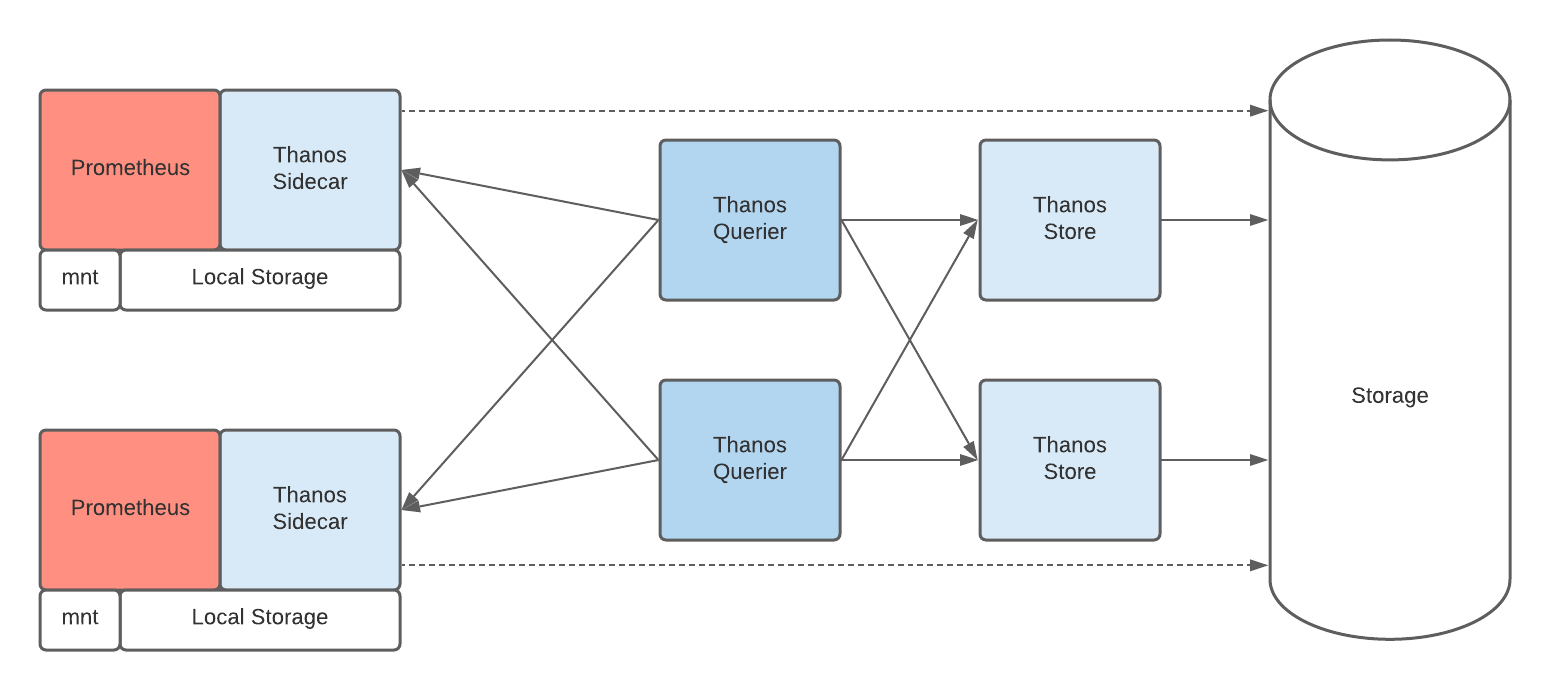 Prometheus
Thanos
Sidecar
mnt
Local Storage
Thanos
Querier
Thanos
Store
Prometheus
Thanos
Sidecar
mnt
Local Storage
Thanos
Querier
Thanos
Store
Storage